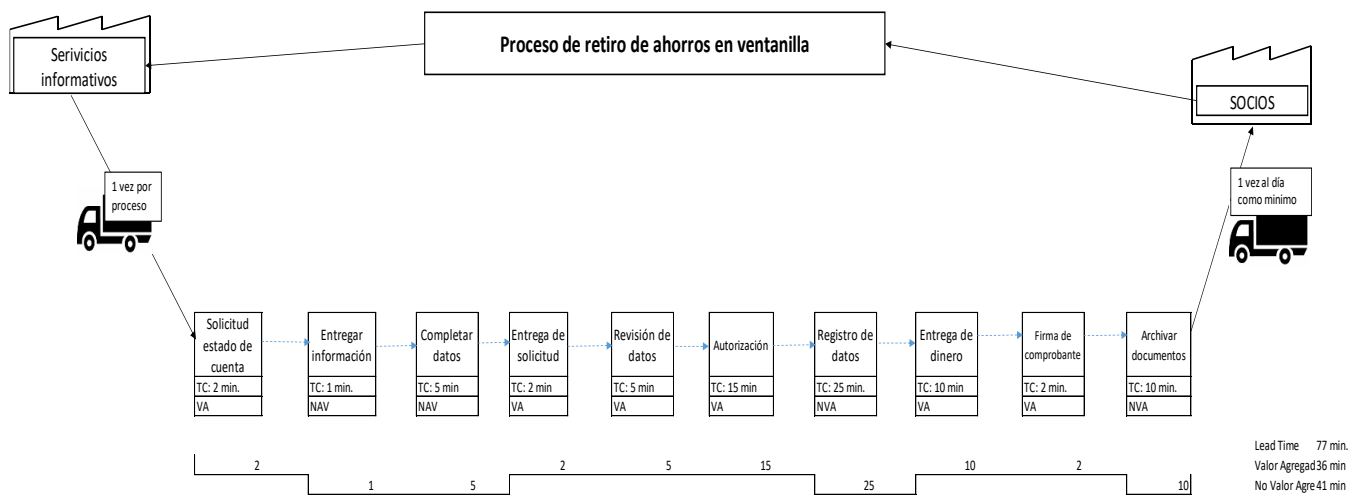 Proceso de retiro de ahorros en ventanilla
Serivicios
informativos
SOCIOS
1 vez por
proceso
1 vez al día
como minimo
Solicitud
estado de
cuenta
TC: 2 min.
VA
Entregar
información
TC: 1 min.
NAV
Completar
datos
TC: 5 min
NAV
Entrega de
solicitud
TC: 2 min
VA
Revisión de
datos
TC: 5 min
VA
Autorización
TC: 15 min
VA
Registro de
datos
TC: 25 min.
NVA
Entrega de
dinero
TC: 10 min
VA
Firma de
comprobante
TC: 2 min.
VA
Archivar
documentos
TC: 10 min.
NVA
2
1
5
2
5
15
25
10
2
10
Lead Time 77 min.
Valor Agregad 36 min
No Valor Agre 41 min